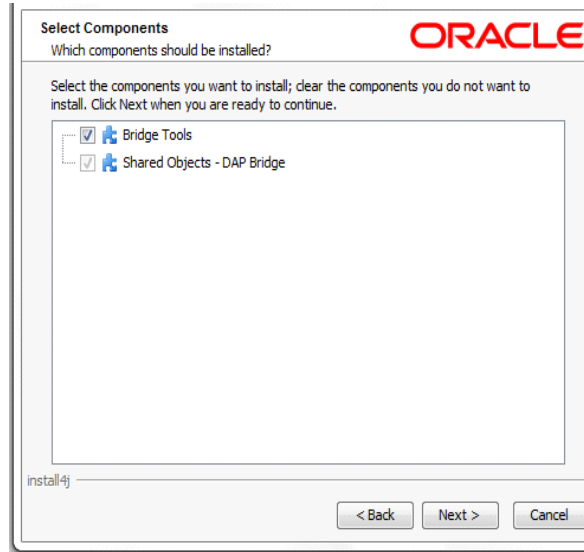 Select Components
Which components should be installed?
ORACLE
Select the components you want to install; clear the components you do not want to
install. Click Next when you are ready to continue.
Bridge Tools
Shared Objects - DAP Bridge
install4j
< Back
Next >
Cancel